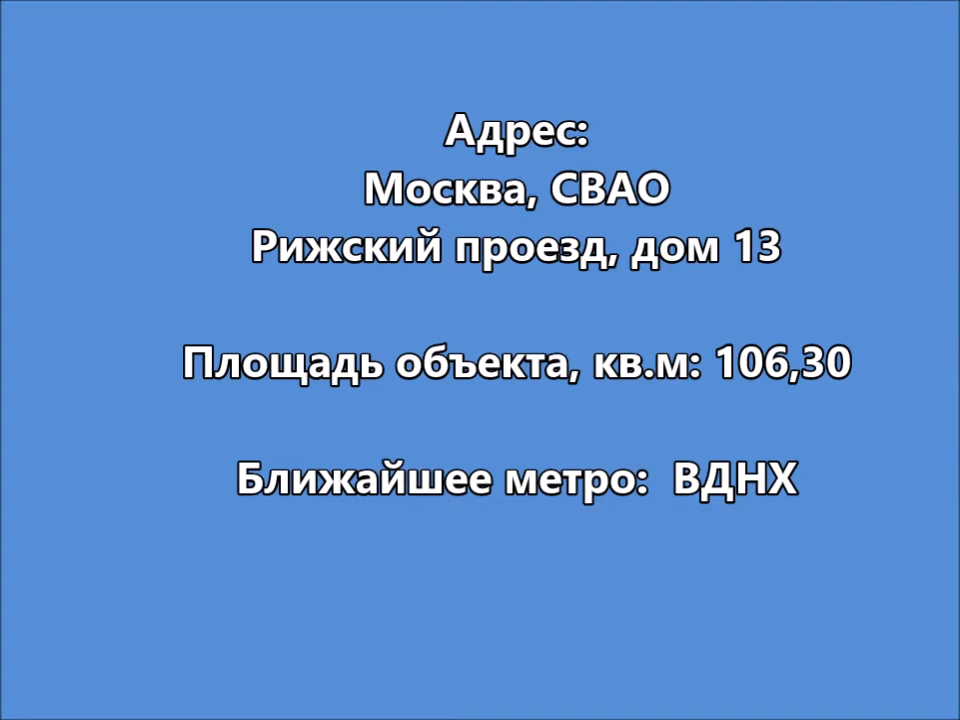 Адрес:
Москва, СВАО
Рижский проезд, дом 13
Площадь объекта, кв.м: 106,30
Ближайшее метро:  ВДНХ